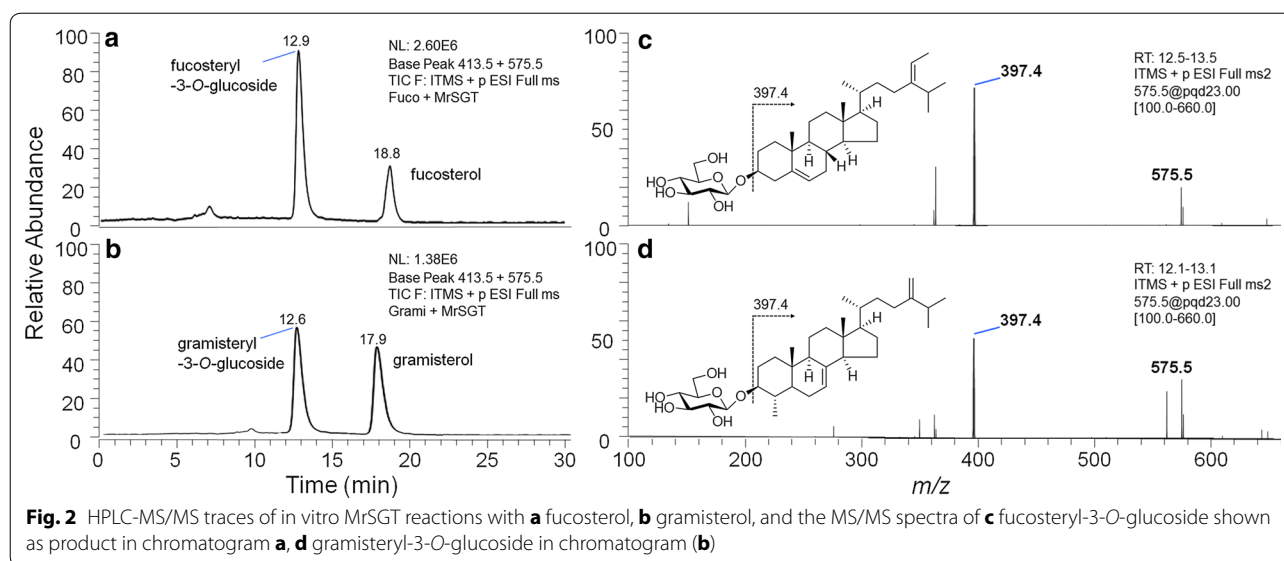 a
100
80
60
40
20
0
12.9
fucosteryl
-3-O-glucoside
18.8
fucosterol
NL: 2.60E6
Base Peak 413.5 + 575.5
TIC F: ITMS + p ESI Full ms
Fuco + MrSGT
b
100
80
60
40
20
0
12.6
gramisteryl
-3-O-glucoside
17.9
gramisterol
NL: 1.38E6
Base Peak 413.5 + 575.5
TIC F: ITMS + p ESI Full ms
Grami + MrSGT
Relative Abundance
0 5 10 15 20 25 30
Time (min)
c
100
50
0
397.4
397.4
575.5
RT: 12.5-13.5
ITMS + p ESI Full ms2
575.5@pqd23.00
[100.0-660.0]
OH
HO
HO
OH
O
O
H
H
H
H
d
100
50
0
397.4
397.4
575.5
RT: 12.1-13.1
ITMS + p ESI Full ms2
575.5@pqd23.00
[100.0-660.0]
OH
HO
HO
OH
O
O
H
H
H
100 200 300 400 500 600
m/z
Fig. 2 HPLC-MS/MS traces of in vitro MrSGT reactions with a fucosterol, b gramisterol, and the MS/MS spectra of c fucosteryl-3-O-glucoside shown
as product in chromatogram a, d gramisteryl-3-O-glucoside in chromatogram (b)